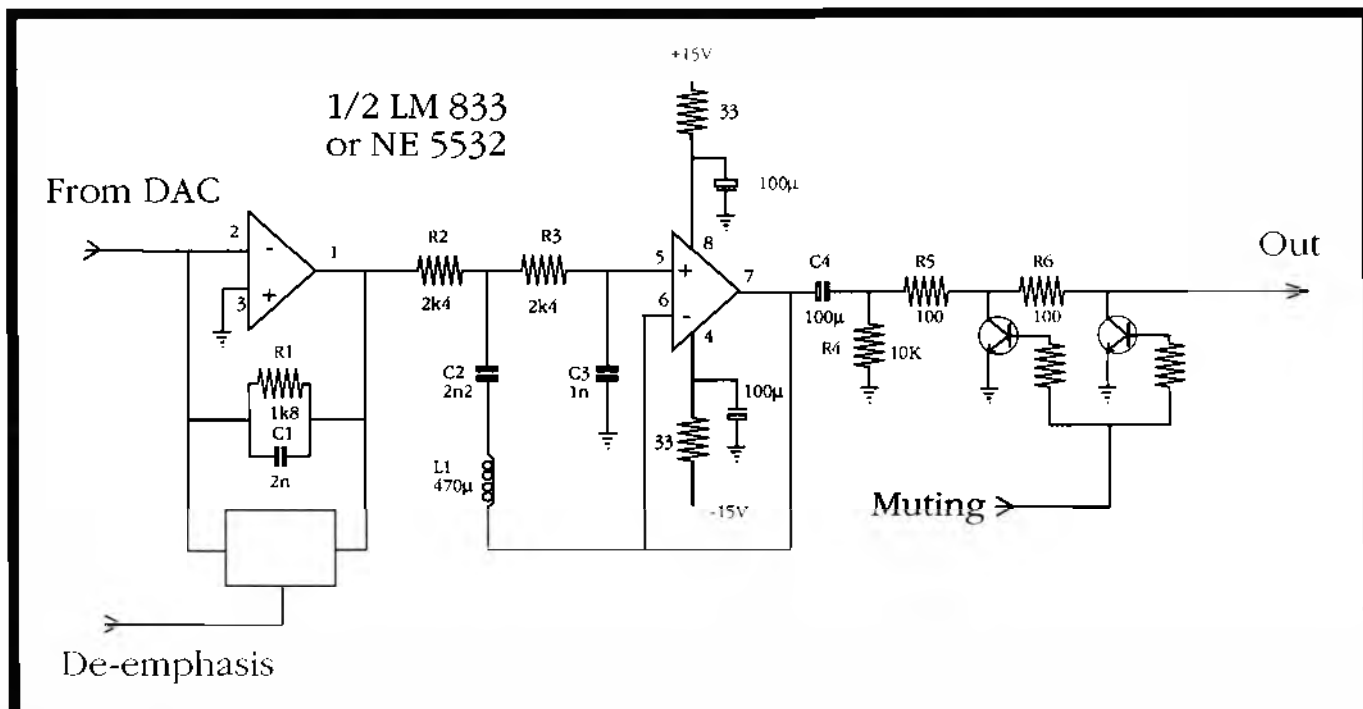 +15V
1/2 LM 833
or NE 5532
33
100µ
From DAC
2
-
1
3
+
R2
2k4
R3
2k4
5
+
6
-
8
7
4
C4
100µ
R4
10K
R5
100
R6
100
Out
R1
1k8
C1
2n
C2
2n2
C3
1n
100µ
33
L1
470µ
-15V
Muting
De-emphasis